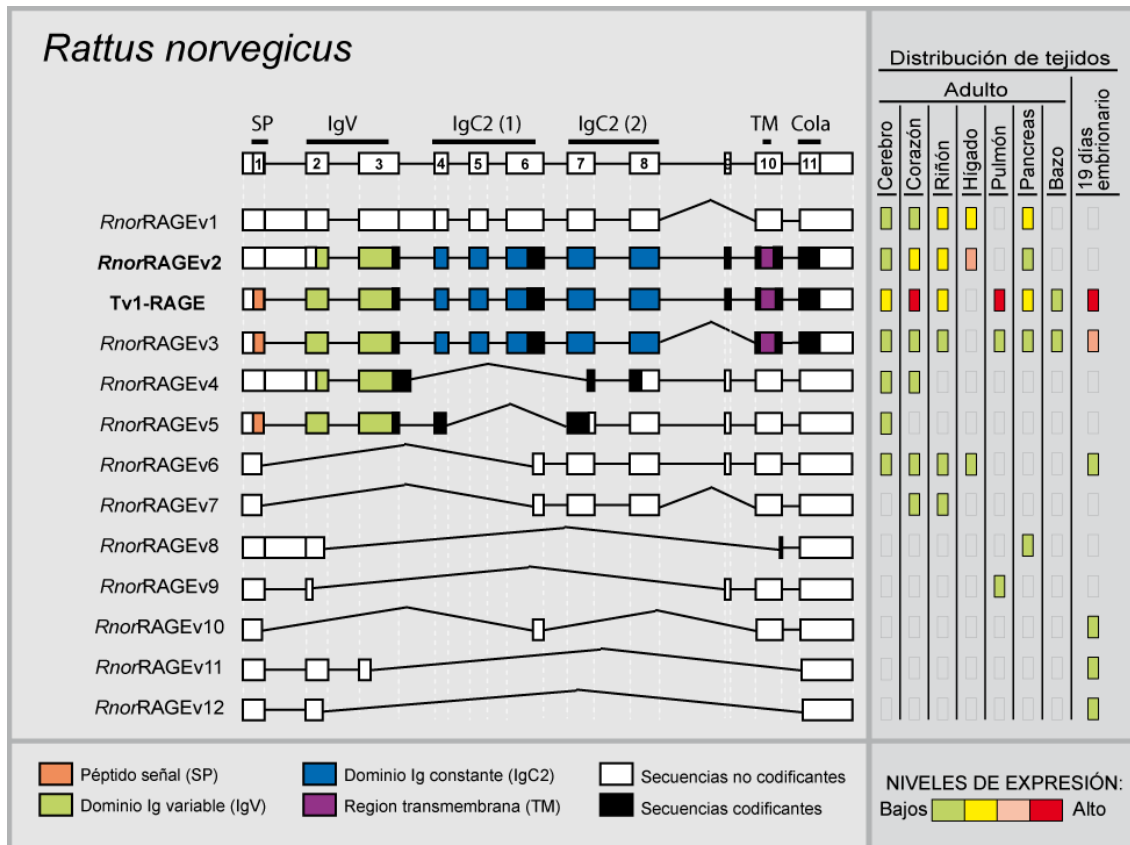 Rattus norvegicus
SP IgV IgC2 (1) IgC2 (2) TM Cola
1 2 3 4 5 6 7 8 10 11
RnorRAGEv1
RnorRAGEv2
Tv1-RAGE
RnorRAGEv3
RnorRAGEv4
RnorRAGEv5
RnorRAGEv6
RnorRAGEv7
RnorRAGEv8
RnorRAGEv9
RnorRAGEv10
RnorRAGEv11
RnorRAGEv12
Distribución de tejidos
Adulto
Cerebro
Corazón
Riñón
Hígado
Pulmón
Pancreas
Bazo
19 días
embrionario
Péptido señal (SP)
Dominio Ig variable (IgV)
Dominio Ig constante (IgC2)
Region transmembrana (TM)
Secuencias no codificantes
Secuencias codificantes
NIVELES DE EXPRESIÓN:
Bajos Alto